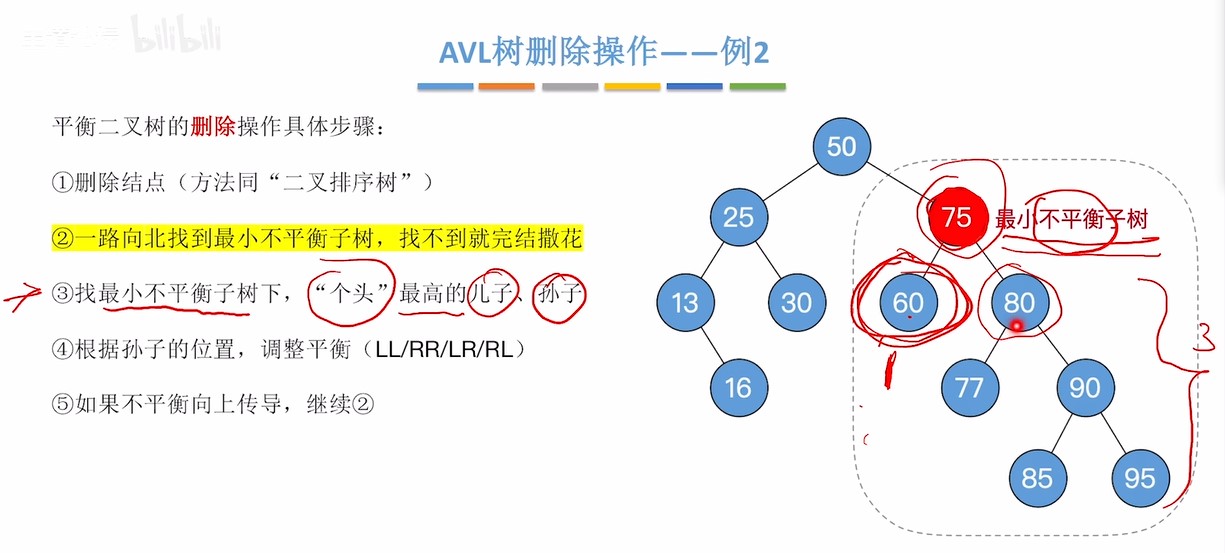 bilibili
AVL树删除操作——例2
平衡二叉树的删除操作具体步骤：
①删除结点（方法同“二叉排序树”）
②一路向北找到最小不平衡子树，找不到就完结撒花
③找最小不平衡子树下，“个头”最高的儿子、孙子
④根据孙子的位置，调整平衡（LL/RR/LR/RL）
⑤如果不平衡向上传导，继续②
50
25
75
最小不平衡子树
13
30
60
80
3
1
16
77
90
85
95